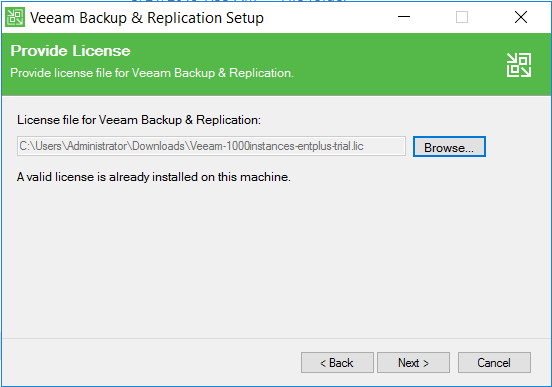 Veeam Backup & Replication Setup
Provide License
Provide license file for Veeam Backup & Replication.
License file for Veeam Backup & Replication:
C:\Users\Administrator\Downloads\Veeam-1000instances-entplus-trial.lic
Browse...
A valid license is already installed on this machine.
< Back Next > Cancel